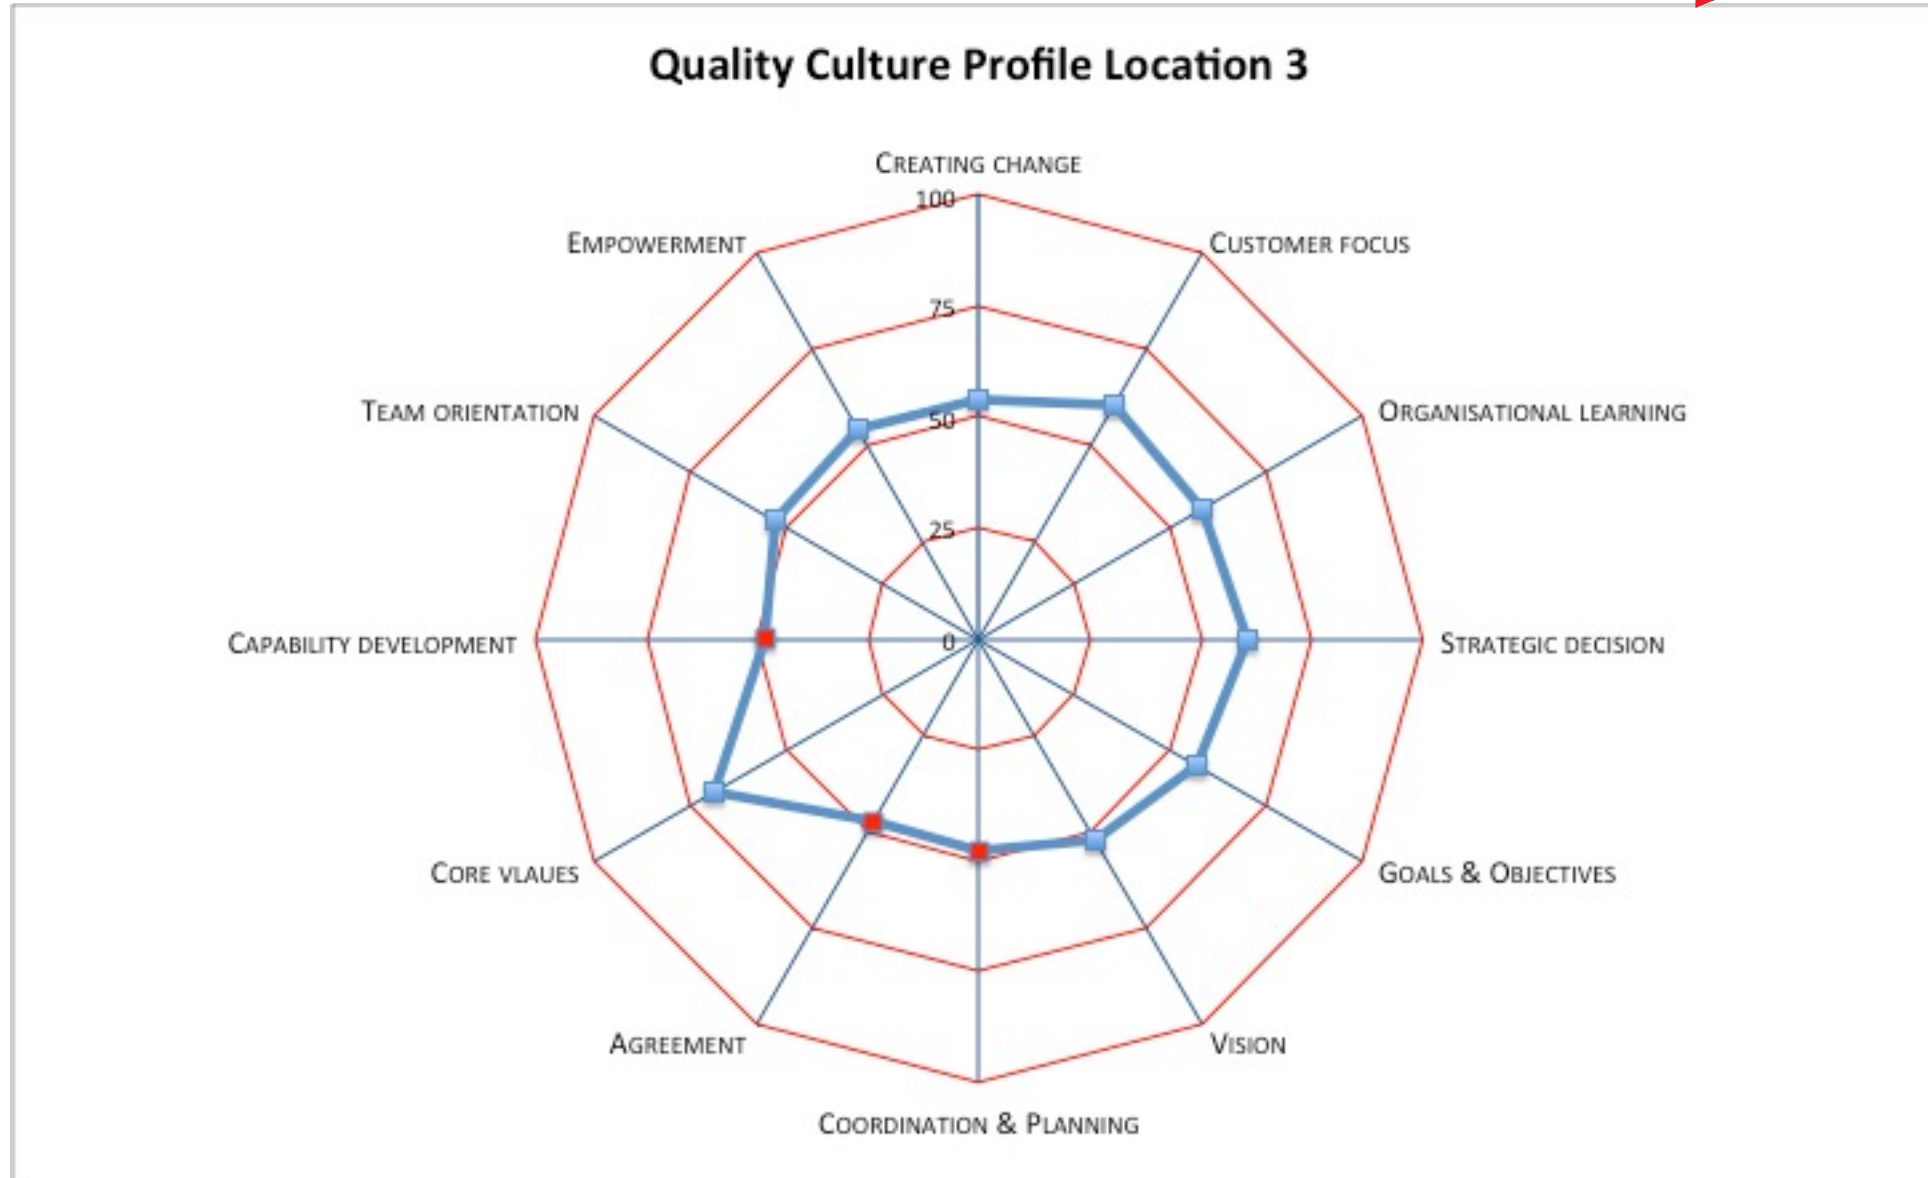 Quality Culture Profile Location 3
Creating change
100
Empowerment
Customer focus
75
Team orientation
Organisational learning
50
25
Capability development
0
Strategic decision
Core vlaues
Goals & Objectives
Agreement
Vision
Coordination & Planning